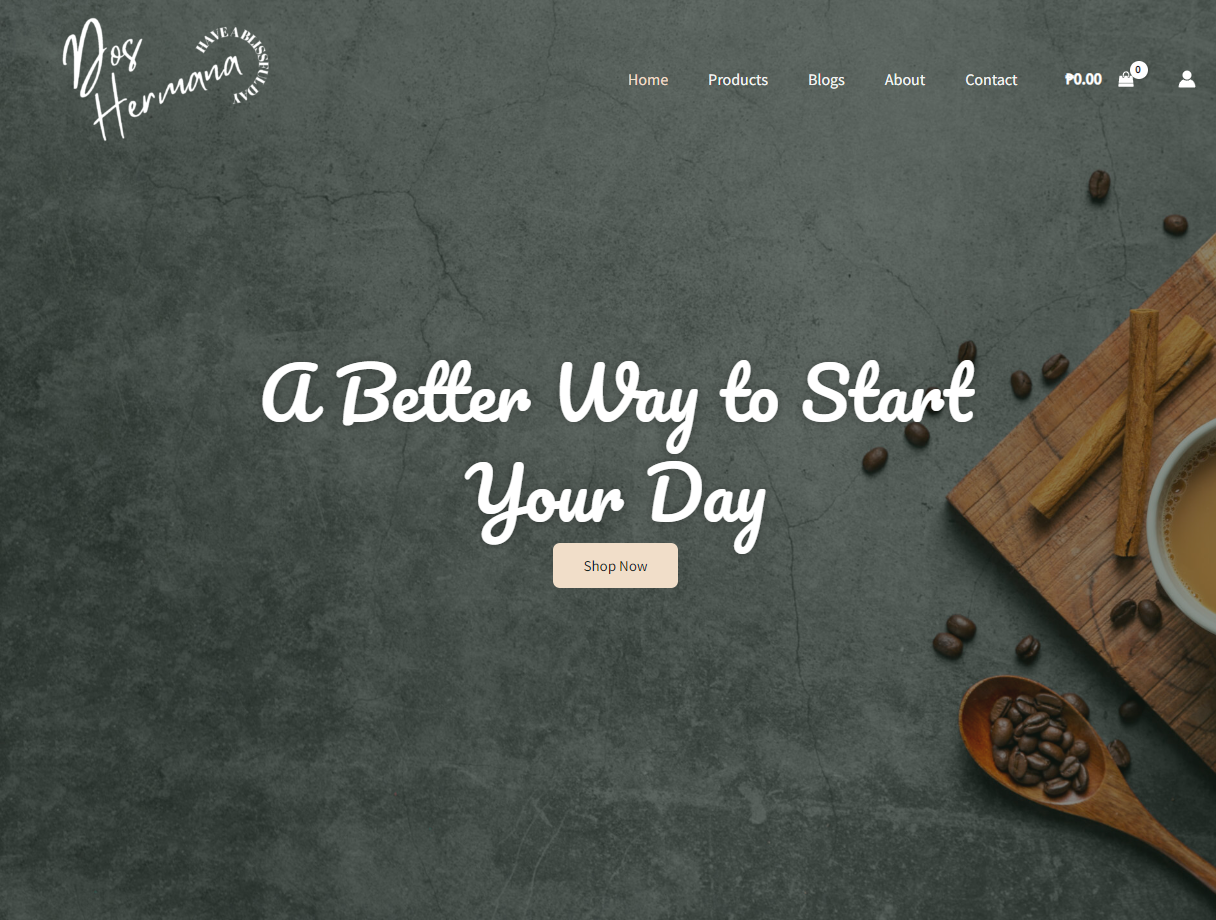 Dos
Hermana
HAVE A BLISSFUL DAY
Home
Products
Blogs
About
Contact
₱0.00
0
A Better Way to Start
Your Day
Shop Now